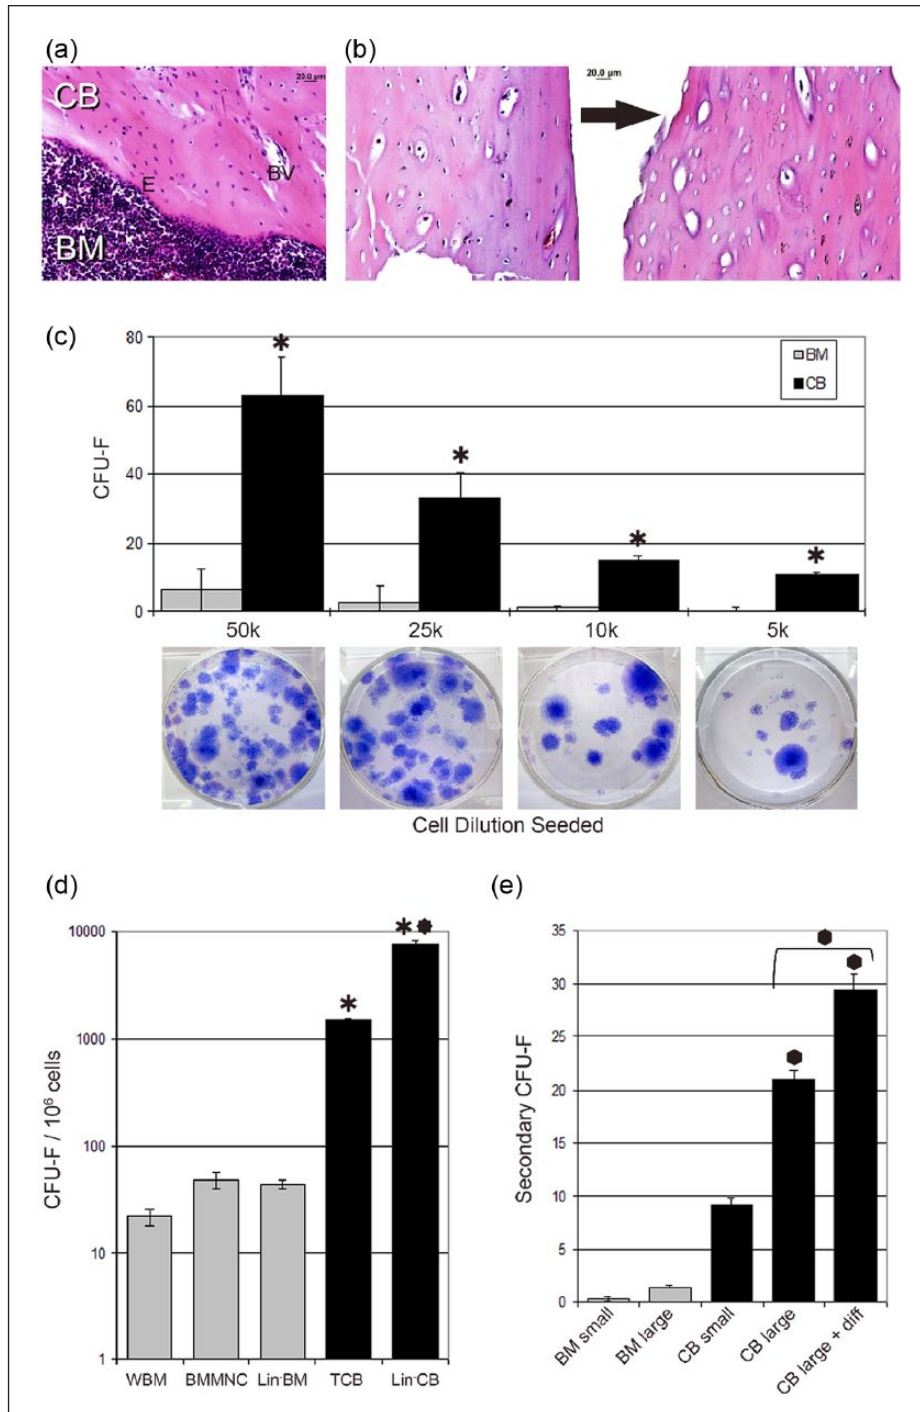 (a)
(b)
CB
20.0 µm
BV
E
BM
20.0 µm
(c)
80
60
40
20
0
CFU-F
BM
CB
*
*
*
*
50k
25k
10k
5k
Cell Dilution Seeded
(d)
10000
1000
100
10
1
CFU-F / 10⁶ cells
*
*
WBM
BMMNC
Lin⁻BM
TCB
Lin⁻CB
(e)
35
30
25
20
15
10
5
0
Secondary CFU-F
BM small
BM large
CB small
CB large
CB large + diff